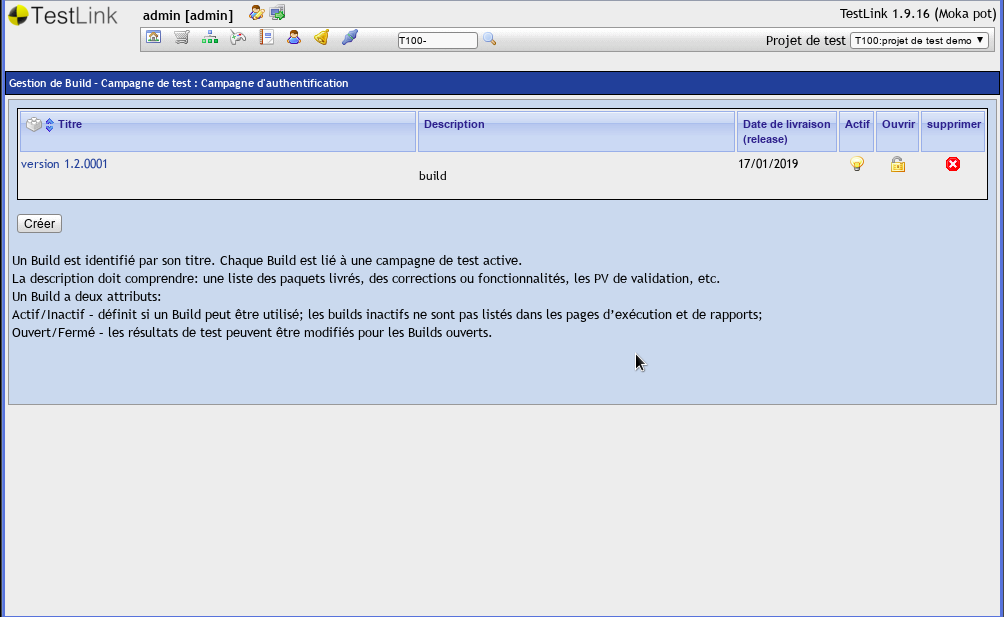 TestLink
admin [admin]
TestLink 1.9.16 (Moka pot)
T100-
Projet de test T100:projet de test demo
Gestion de Build - Campagne de test : Campagne d'authentification
Titre
Description
Date de livraison
(release)
Actif
Ouvrir
supprimer
version 1.2.0001
build
17/01/2019
Créer
Un Build est identifié par son titre. Chaque Build est lié à une campagne de test active.
La description doit comprendre: une liste des paquets livrés, des corrections ou fonctionnalités, les PV de validation, etc.
Un Build a deux attributs:
Actif/Inactif - définit si un Build peut être utilisé; les builds inactifs ne sont pas listés dans les pages d’exécution et de rapports;
Ouvert/Fermé - les résultats de test peuvent être modifiés pour les Builds ouverts.